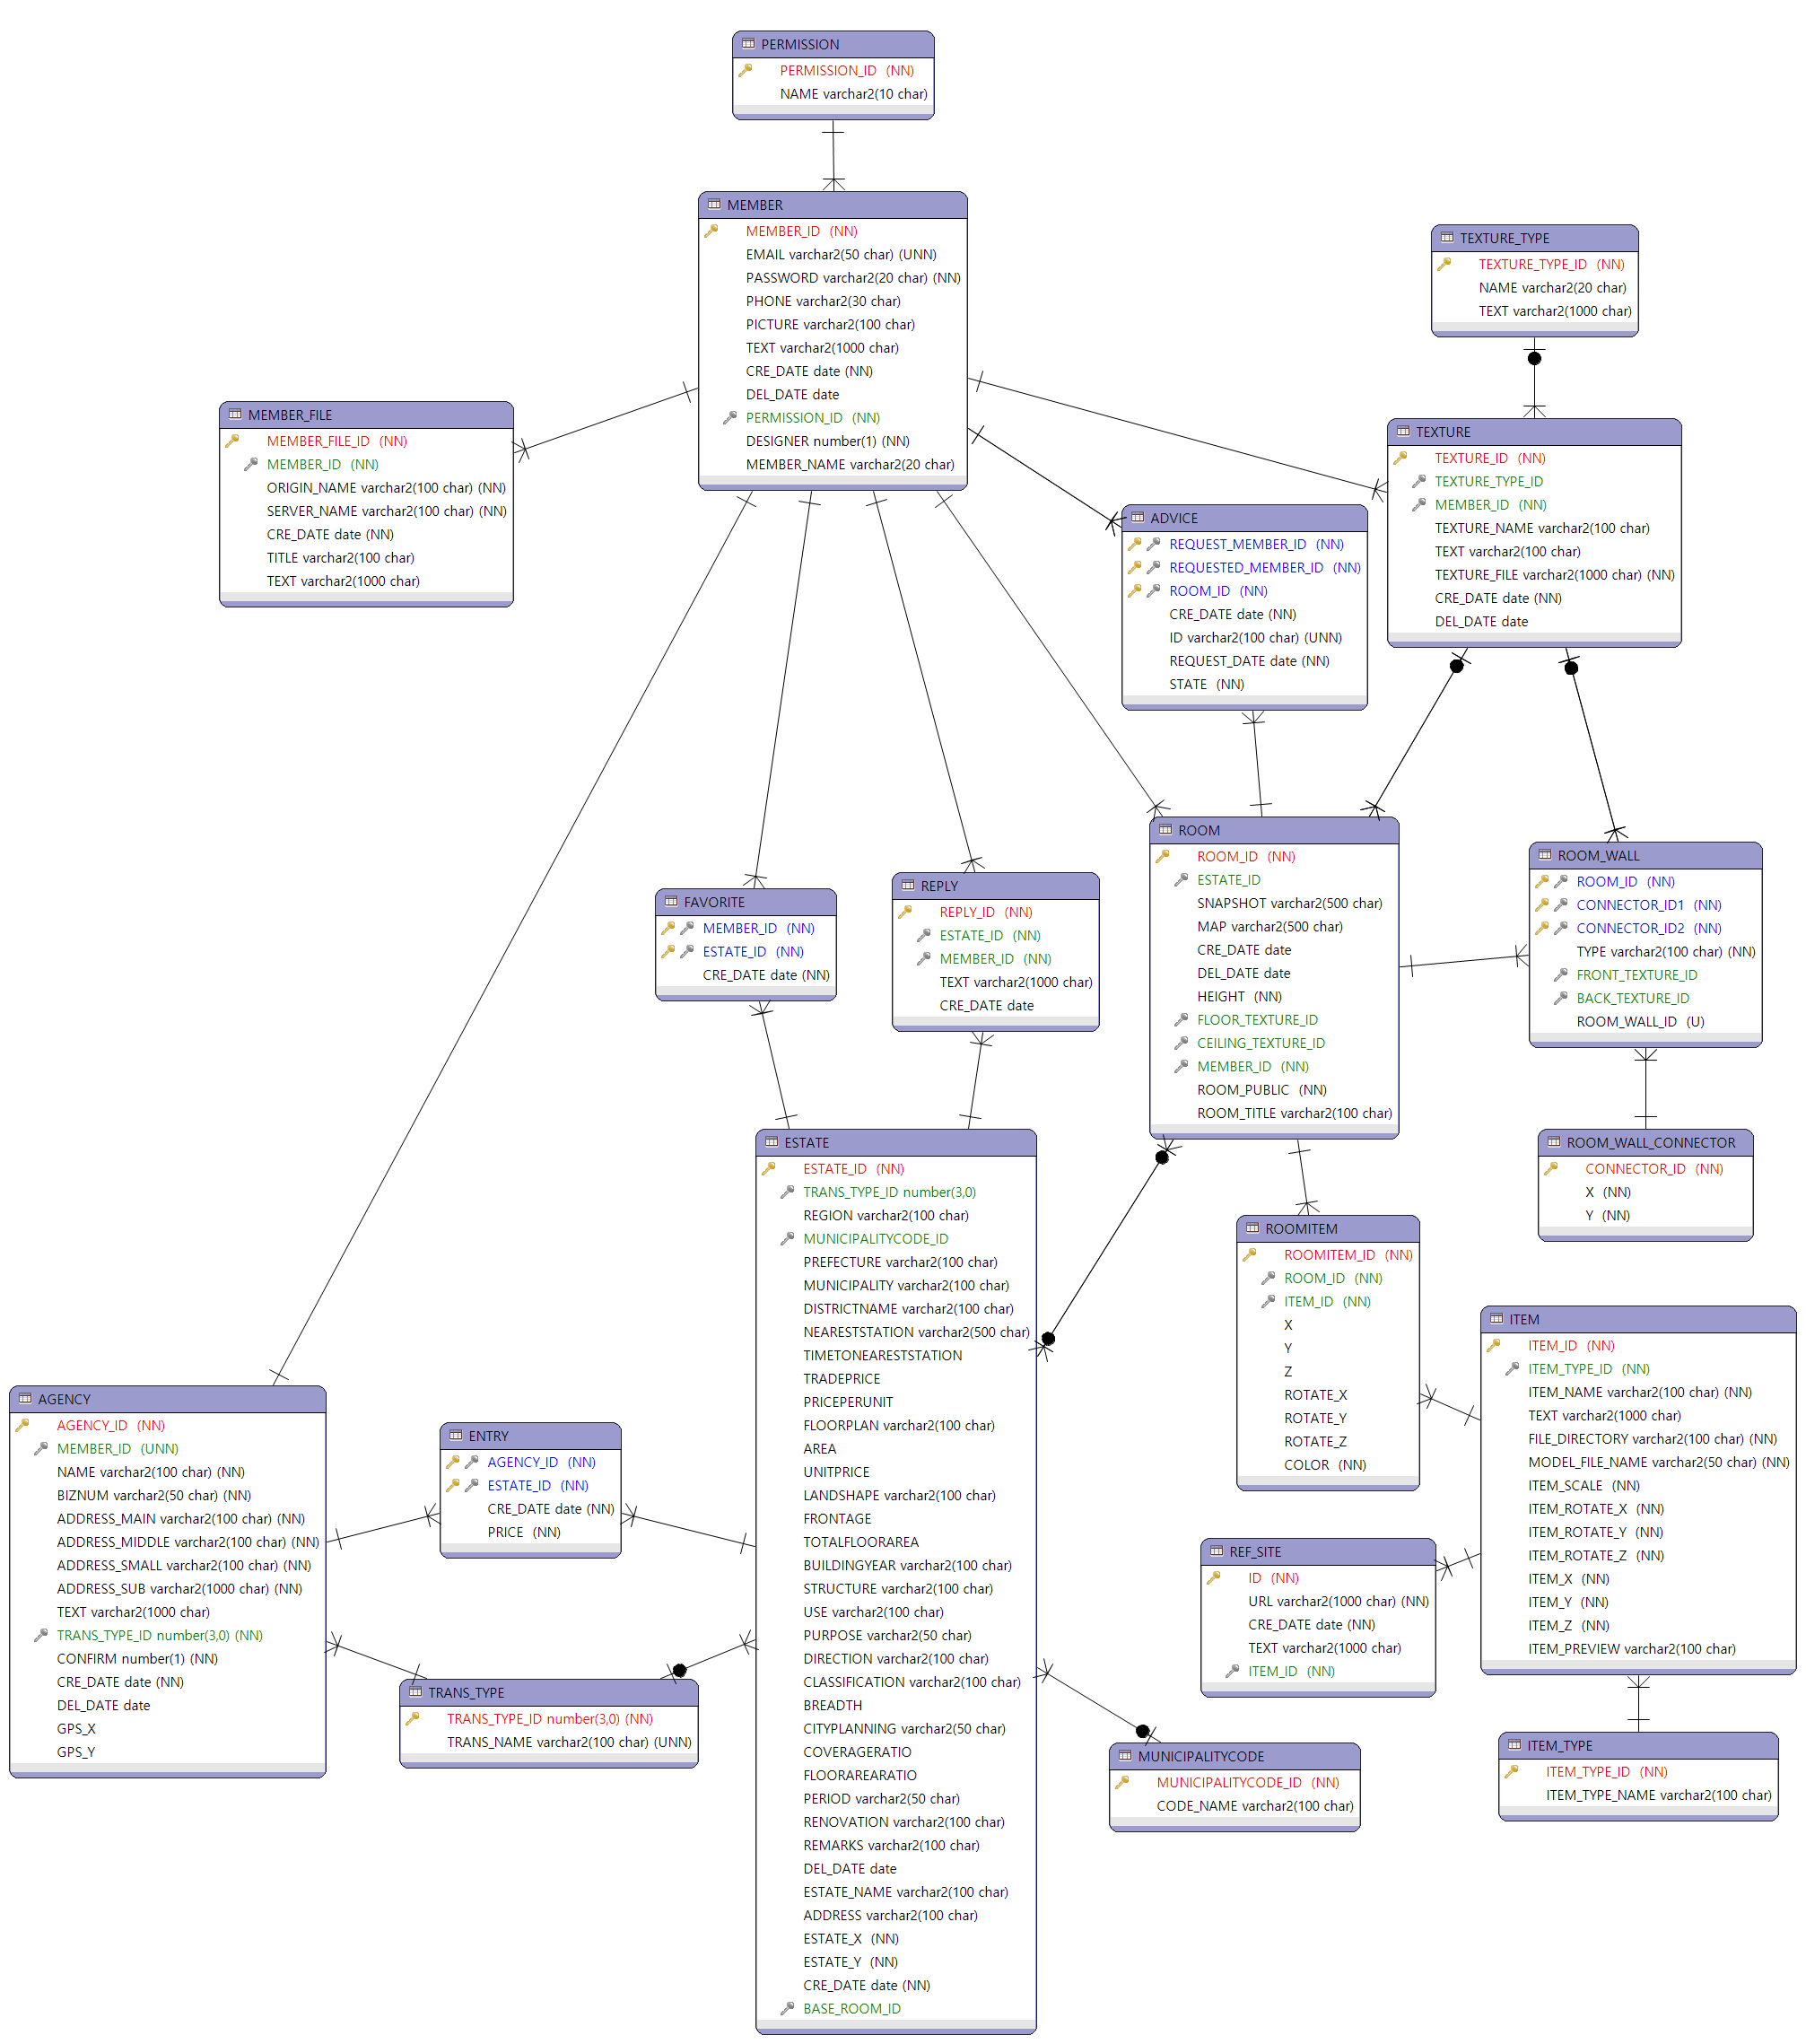 PERMISSION
PERMISSION_ID (NN)
NAME varchar2(10 char)
MEMBER
MEMBER_ID (NN)
EMAIL varchar2(50 char) (UNN)
PASSWORD varchar2(20 char) (NN)
PHONE varchar2(30 char)
PICTURE varchar2(100 char)
TEXT varchar2(1000 char)
CRE_DATE date (NN)
DEL_DATE date
PERMISSION_ID (NN)
DESIGNER number(1) (NN)
MEMBER_NAME varchar2(20 char)
TEXTURE_TYPE
TEXTURE_TYPE_ID (NN)
NAME varchar2(20 char)
TEXT varchar2(1000 char)
MEMBER_FILE
MEMBER_FILE_ID (NN)
MEMBER_ID (NN)
ORIGIN_NAME varchar2(100 char) (NN)
SERVER_NAME varchar2(100 char) (NN)
CRE_DATE date (NN)
TITLE varchar2(100 char)
TEXT varchar2(1000 char)
TEXTURE
TEXTURE_ID (NN)
TEXTURE_TYPE_ID
MEMBER_ID (NN)
TEXTURE_NAME varchar2(100 char)
TEXT varchar2(100 char)
TEXTURE_FILE varchar2(1000 char) (NN)
CRE_DATE date (NN)
DEL_DATE date
ADVICE
REQUEST_MEMBER_ID (NN)
REQUESTED_MEMBER_ID (NN)
ROOM_ID (NN)
CRE_DATE date (NN)
ID varchar2(100 char) (UNN)
REQUEST_DATE date (NN)
STATE (NN)
ROOM
ROOM_ID (NN)
ESTATE_ID
SNAPSHOT varchar2(500 char)
MAP varchar2(500 char)
CRE_DATE date
DEL_DATE date
HEIGHT (NN)
FLOOR_TEXTURE_ID
CEILING_TEXTURE_ID
MEMBER_ID (NN)
ROOM_PUBLIC (NN)
ROOM_TITLE varchar2(100 char)
ROOM_WALL
ROOM_ID (NN)
CONNECTOR_ID1 (NN)
CONNECTOR_ID2 (NN)
TYPE varchar2(100 char) (NN)
FRONT_TEXTURE_ID
BACK_TEXTURE_ID
ROOM_WALL_ID (U)
FAVORITE
MEMBER_ID (NN)
ESTATE_ID (NN)
CRE_DATE date (NN)
REPLY
REPLY_ID (NN)
ESTATE_ID (NN)
MEMBER_ID (NN)
TEXT varchar2(1000 char)
CRE_DATE date
ROOM_WALL_CONNECTOR
CONNECTOR_ID (NN)
X (NN)
Y (NN)
ESTATE
ESTATE_ID (NN)
TRANS_TYPE_ID number(3,0)
REGION varchar2(100 char)
MUNICIPALITYCODE_ID
PREFECTURE varchar2(100 char)
MUNICIPALITY varchar2(100 char)
DISTRICTNAME varchar2(100 char)
NEARESTSTATION varchar2(500 char)
TIMETONEARESTSTATION
TRADEPRICE
PRICEPERUNIT
FLOORPLAN varchar2(100 char)
AREA
UNITPRICE
LANDSHAPE varchar2(100 char)
FRONTAGE
TOTALFLOORAREA
BUILDINGYEAR varchar2(100 char)
STRUCTURE varchar2(100 char)
USE varchar2(100 char)
PURPOSE varchar2(50 char)
DIRECTION varchar2(100 char)
CLASSIFICATION varchar2(100 char)
BREADTH
CITYPLANNING varchar2(50 char)
COVERAGERATIO
FLOORAREARATIO
PERIOD varchar2(50 char)
RENOVATION varchar2(100 char)
REMARKS varchar2(100 char)
DEL_DATE date
ESTATE_NAME varchar2(100 char)
ADDRESS varchar2(100 char)
ESTATE_X (NN)
ESTATE_Y (NN)
CRE_DATE date (NN)
BASE_ROOM_ID
ROOMITEM
ROOMITEM_ID (NN)
ROOM_ID (NN)
ITEM_ID (NN)
X
Y
Z
ROTATE_X
ROTATE_Y
ROTATE_Z
COLOR (NN)
ITEM
ITEM_ID (NN)
ITEM_TYPE_ID (NN)
ITEM_NAME varchar2(100 char) (NN)
TEXT varchar2(1000 char)
FILE_DIRECTORY varchar2(100 char) (NN)
MODEL_FILE_NAME varchar2(50 char) (NN)
ITEM_SCALE (NN)
ITEM_ROTATE_X (NN)
ITEM_ROTATE_Y (NN)
ITEM_ROTATE_Z (NN)
ITEM_X (NN)
ITEM_Y (NN)
ITEM_Z (NN)
ITEM_PREVIEW varchar2(100 char)
AGENCY
AGENCY_ID (NN)
MEMBER_ID (UNN)
NAME varchar2(100 char) (NN)
BIZNUM varchar2(50 char) (NN)
ADDRESS_MAIN varchar2(100 char) (NN)
ADDRESS_MIDDLE varchar2(100 char) (NN)
ADDRESS_SMALL varchar2(100 char) (NN)
ADDRESS_SUB varchar2(1000 char) (NN)
TEXT varchar2(1000 char)
TRANS_TYPE_ID number(3,0) (NN)
CONFIRM number(1) (NN)
CRE_DATE date (NN)
DEL_DATE date
GPS_X
GPS_Y
ENTRY
AGENCY_ID (NN)
ESTATE_ID (NN)
CRE_DATE date (NN)
PRICE (NN)
REF_SITE
ID (NN)
URL varchar2(1000 char) (NN)
CRE_DATE date (NN)
TEXT varchar2(1000 char)
ITEM_ID (NN)
TRANS_TYPE
TRANS_TYPE_ID number(3,0) (NN)
TRANS_NAME varchar2(100 char) (UNN)
MUNICIPALITYCODE
MUNICIPALITYCODE_ID (NN)
CODE_NAME varchar2(100 char)
ITEM_TYPE
ITEM_TYPE_ID (NN)
ITEM_TYPE_NAME varchar2(100 char)